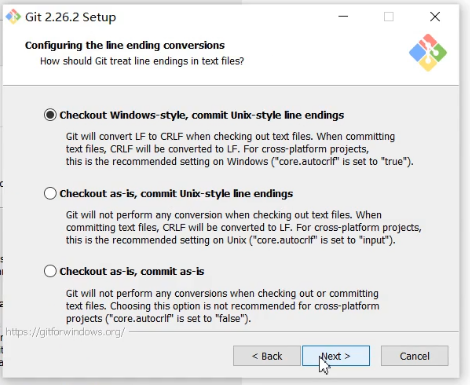 Git 2.26.2 Setup
Configuring the line ending conversions
How should Git treat line endings in text files?
Checkout Windows-style, commit Unix-style line endings
Git will convert LF to CRLF when checking out text files. When committing
text files, CRLF will be converted to LF. For cross-platform projects,
this is the recommended setting on Windows ("core.autocrlf" is set to "true").
Checkout as-is, commit Unix-style line endings
Git will not perform any conversion when checking out text files. When
committing text files, CRLF will be converted to LF. For cross-platform projects,
this is the recommended setting on Unix ("core.autocrlf" is set to "input").
Checkout as-is, commit as-is
Git will not perform any conversions when checking out or committing
text files. Choosing this option is not recommended for cross-platform
projects ("core.autocrlf" is set to "false").
https://gitforwindows.org/
< Back
Next >
Cancel